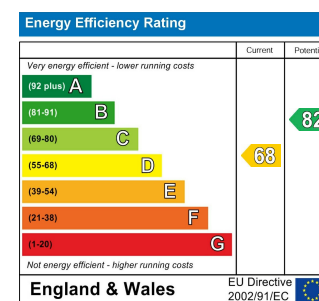 Energy Efficiency Rating
Current Potenti
Very energy efficient - lower running costs
(92 plus) A
(81-91) B
82
(69-80) C
(55-68) D
68
(39-54) E
(21-38) F
(1-20) G
Not energy efficient - higher running costs
England & Wales
EU Directive
2002/91/EC